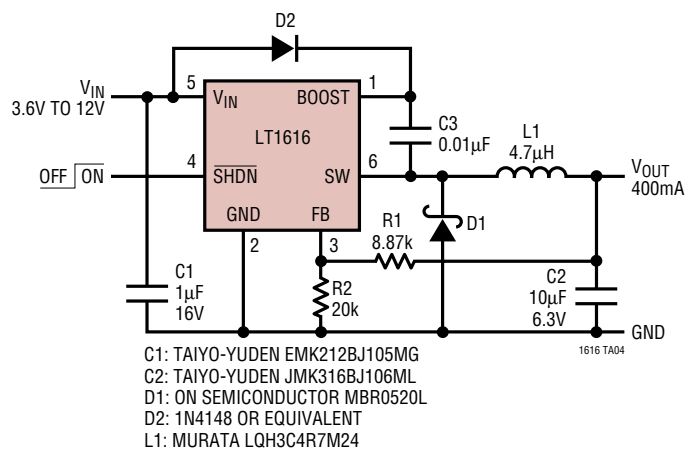 D2
5
1
VIN
3.6V TO 12V
VIN
BOOST
LT1616
C3
0.01µF
L1
4.7µH
4
6
OFF ON
SHDN
SW
VOUT
400mA
GND
FB
D1
2
3
R1
8.87k
C1
1µF
16V
R2
20k
C2
10µF
6.3V
GND
1616 TA04
C1: TAIYO-YUDEN EMK212BJ105MG
C2: TAIYO-YUDEN JMK316BJ106ML
D1: ON SEMICONDUCTOR MBR0520L
D2: 1N4148 OR EQUIVALENT
L1: MURATA LQH3C4R7M24